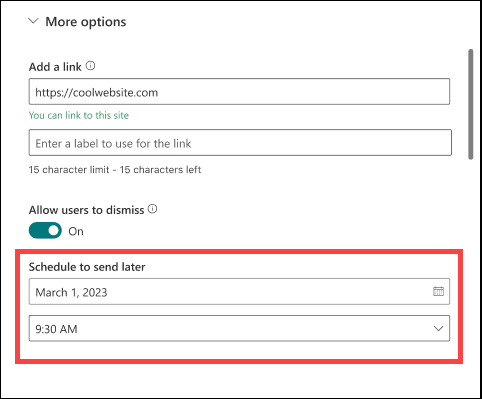 More options
Add a link
https://coolwebsite.com
You can link to this site
Enter a label to use for the link
15 character limit - 15 characters left
Allow users to dismiss
On
Schedule to send later
March 1, 2023
9:30 AM